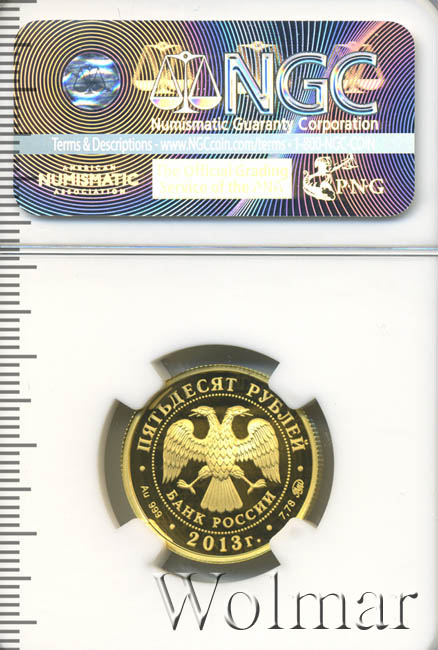 NGC
Numismatic Guaranty Corporation
Terms & Descriptions - www.NGCcoin.com/terms • 1-800-NGC-COIN
AMERICAN
NUMISMATIC
ASSOCIATION
The Official Grading
Service of the PNG
PNG
ПЯТЬДЕСЯТ РУБЛЕЙ
БАНК РОССИИ
Au 999
• 2013г. •
7,78
Wolmar